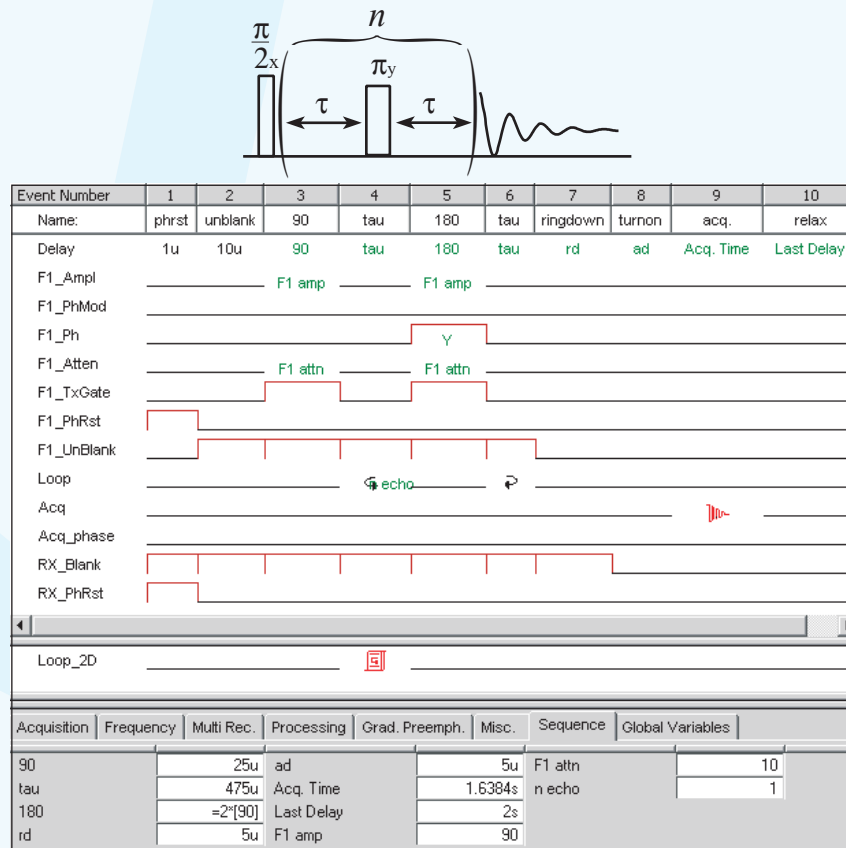 n
π/2x
πy
τ τ
Event Number 1 2 3 4 5 6 7 8 9 10
Name: phrst unblank 90 tau 180 tau ringdown turnon acq. relax
Delay 1u 10u 90 tau 180 tau rd ad Acq. Time Last Delay
F1_Ampl F1 amp F1 amp
F1_PhMod
F1_Ph Y
F1_Atten F1 attn F1 attn
F1_TxGate
F1_PhRst
F1_UnBlank
Loop echo
Acq
Acq_phase
RX_Blank
RX_PhRst
Loop_2D
Acquisition Frequency Multi Rec. Processing Grad. Preemph. Misc. Sequence Global Variables
90 25u ad 5u F1 attn 10
tau 475u Acq. Time 1.6384s n echo 1
180 =2*[90] Last Delay 2s
rd 5u F1 amp 90